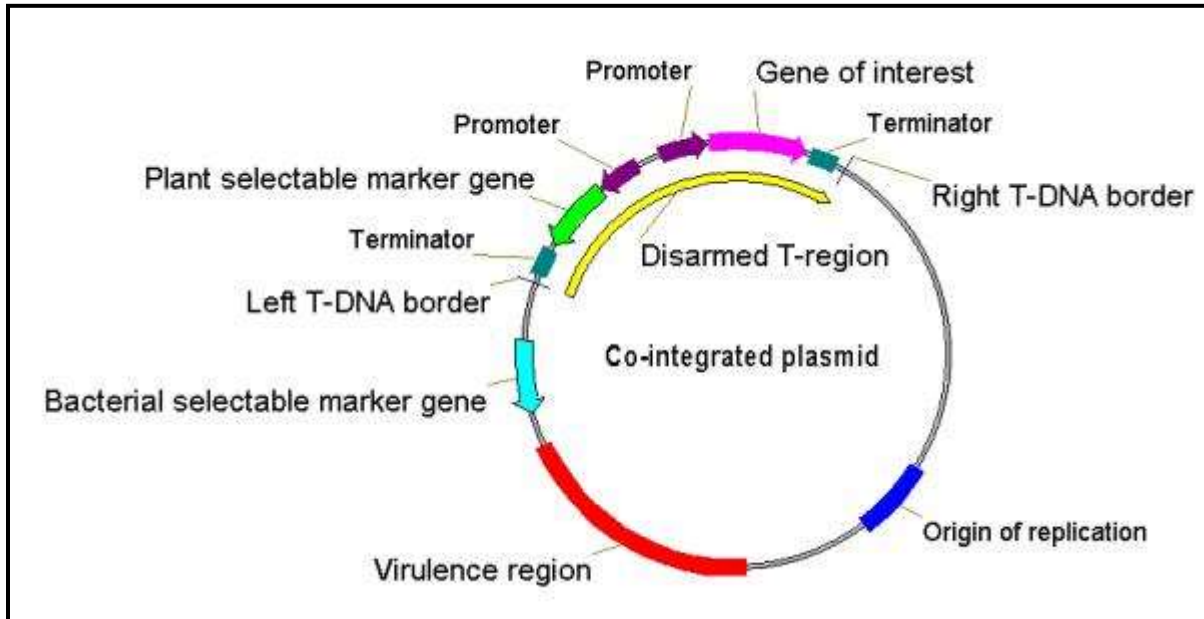 Promoter
Gene of interest
Promoter
Terminator
Plant selectable marker gene
Right T-DNA border
Terminator
Disarmed T-region
Left T-DNA border
Co-integrated plasmid
Bacterial selectable marker gene
Origin of replication
Virulence region